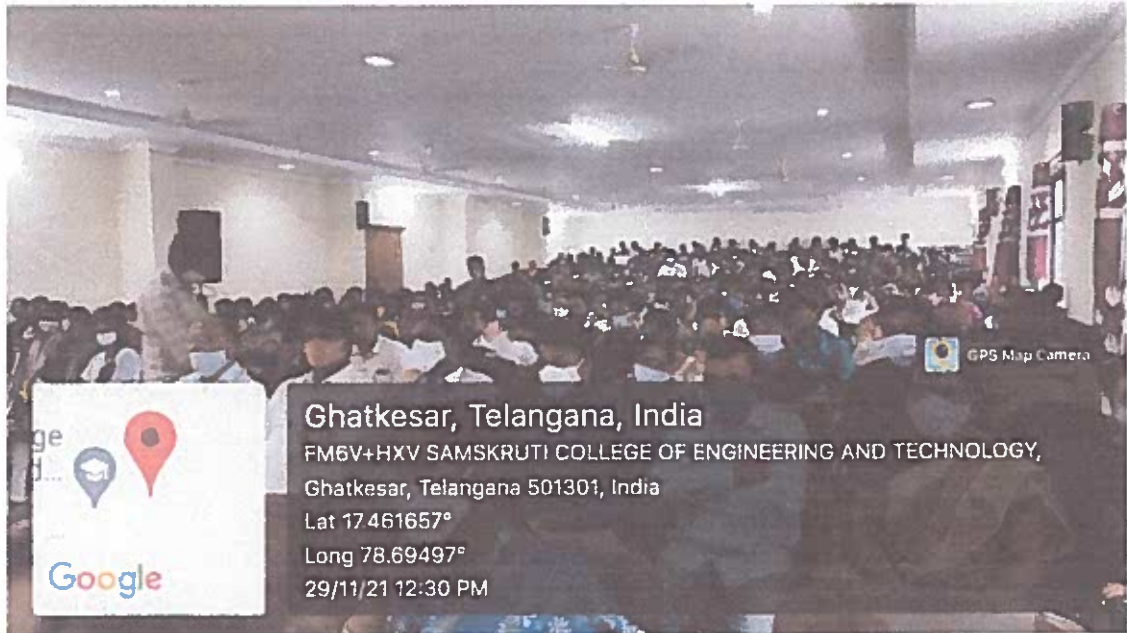 GPS Map Camera
Ghatkesar, Telangana, India
FM6V+HXV SAMSKRUTI COLLEGE OF ENGINEERING AND TECHNOLOGY,
Ghatkesar, Telangana 501301, India
Lat 17.461657°
Long 78.69497°
29/11/21 12:30 PM
ge
d...
Google